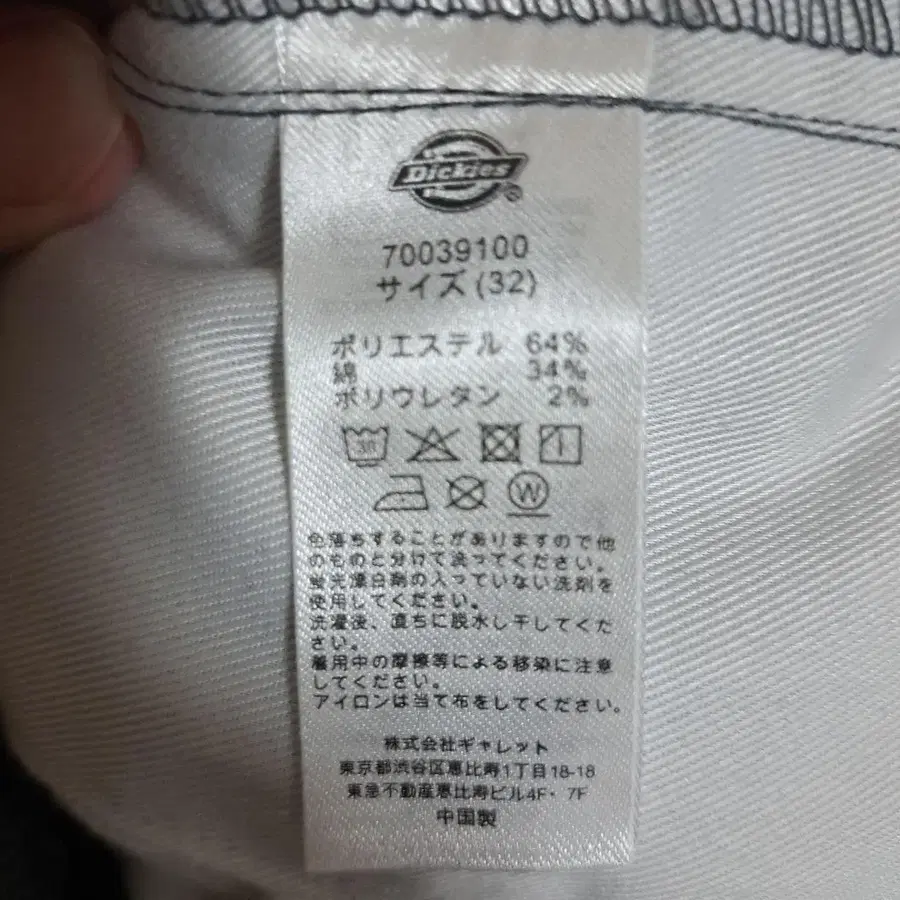 Dickies
70039100
サイズ (32)
ポリエステル 64%
綿 34%
ポリウレタン 2%
30
W
色落ちすることがありますので他
のものと分けて洗ってください。
蛍光漂白剤の入っていない洗剤を
使用してください。
洗濯後、直ちに脱水し干してくだ
さい。
着用中の摩擦等による移染に注意
してください。
アイロンは当て布をしてください。
株式会社ギャレット
東京都渋谷区恵比寿1丁目18-18
東急不動産恵比寿ビル4F・7F
中国製